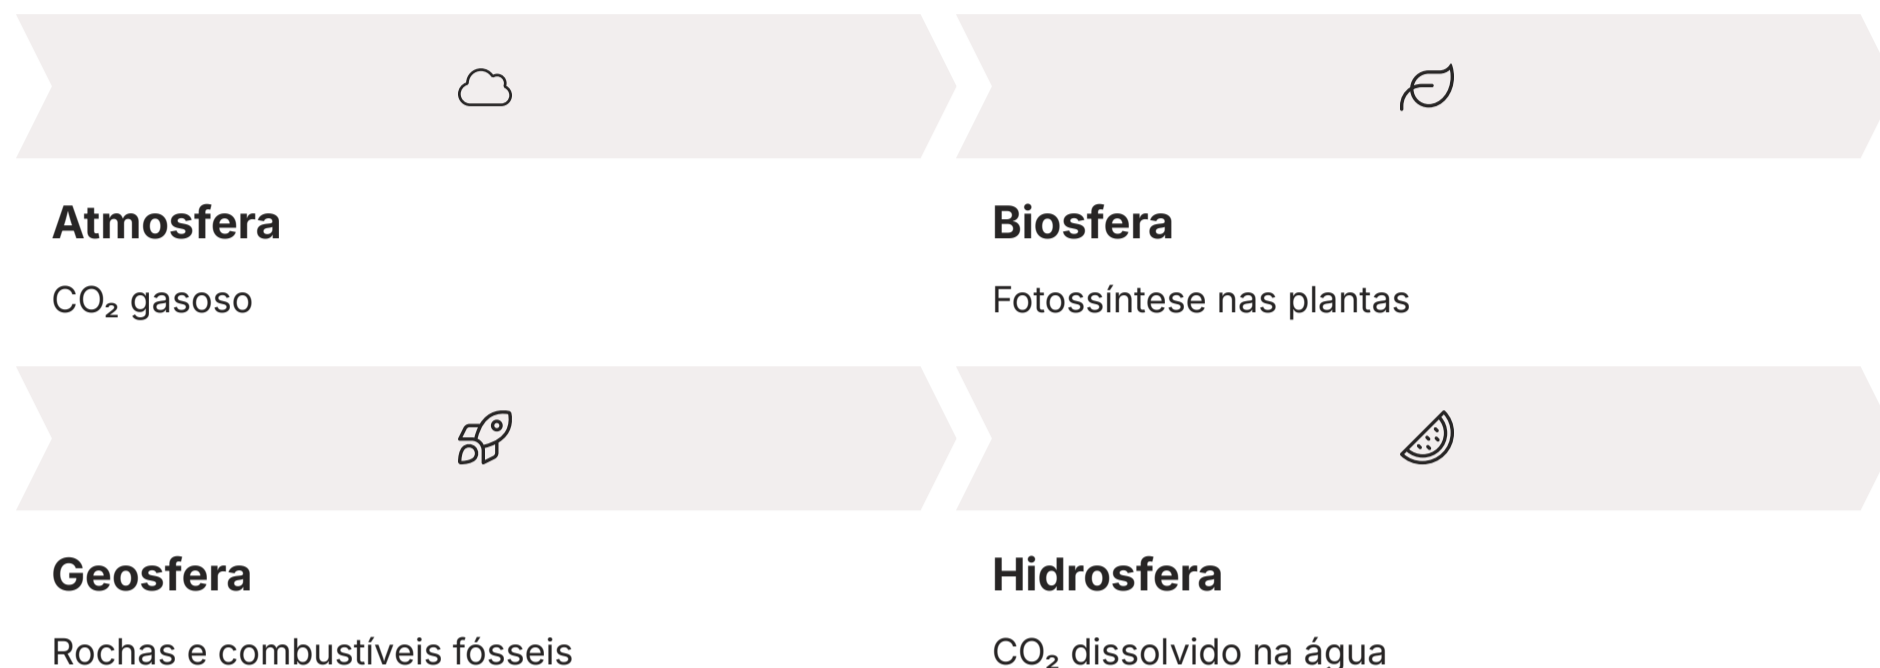 Atmosfera
CO₂ gasoso
Biosfera
Fotossíntese nas plantas
Geosfera
Rochas e combustíveis fósseis
Hidrosfera
CO₂ dissolvido na água